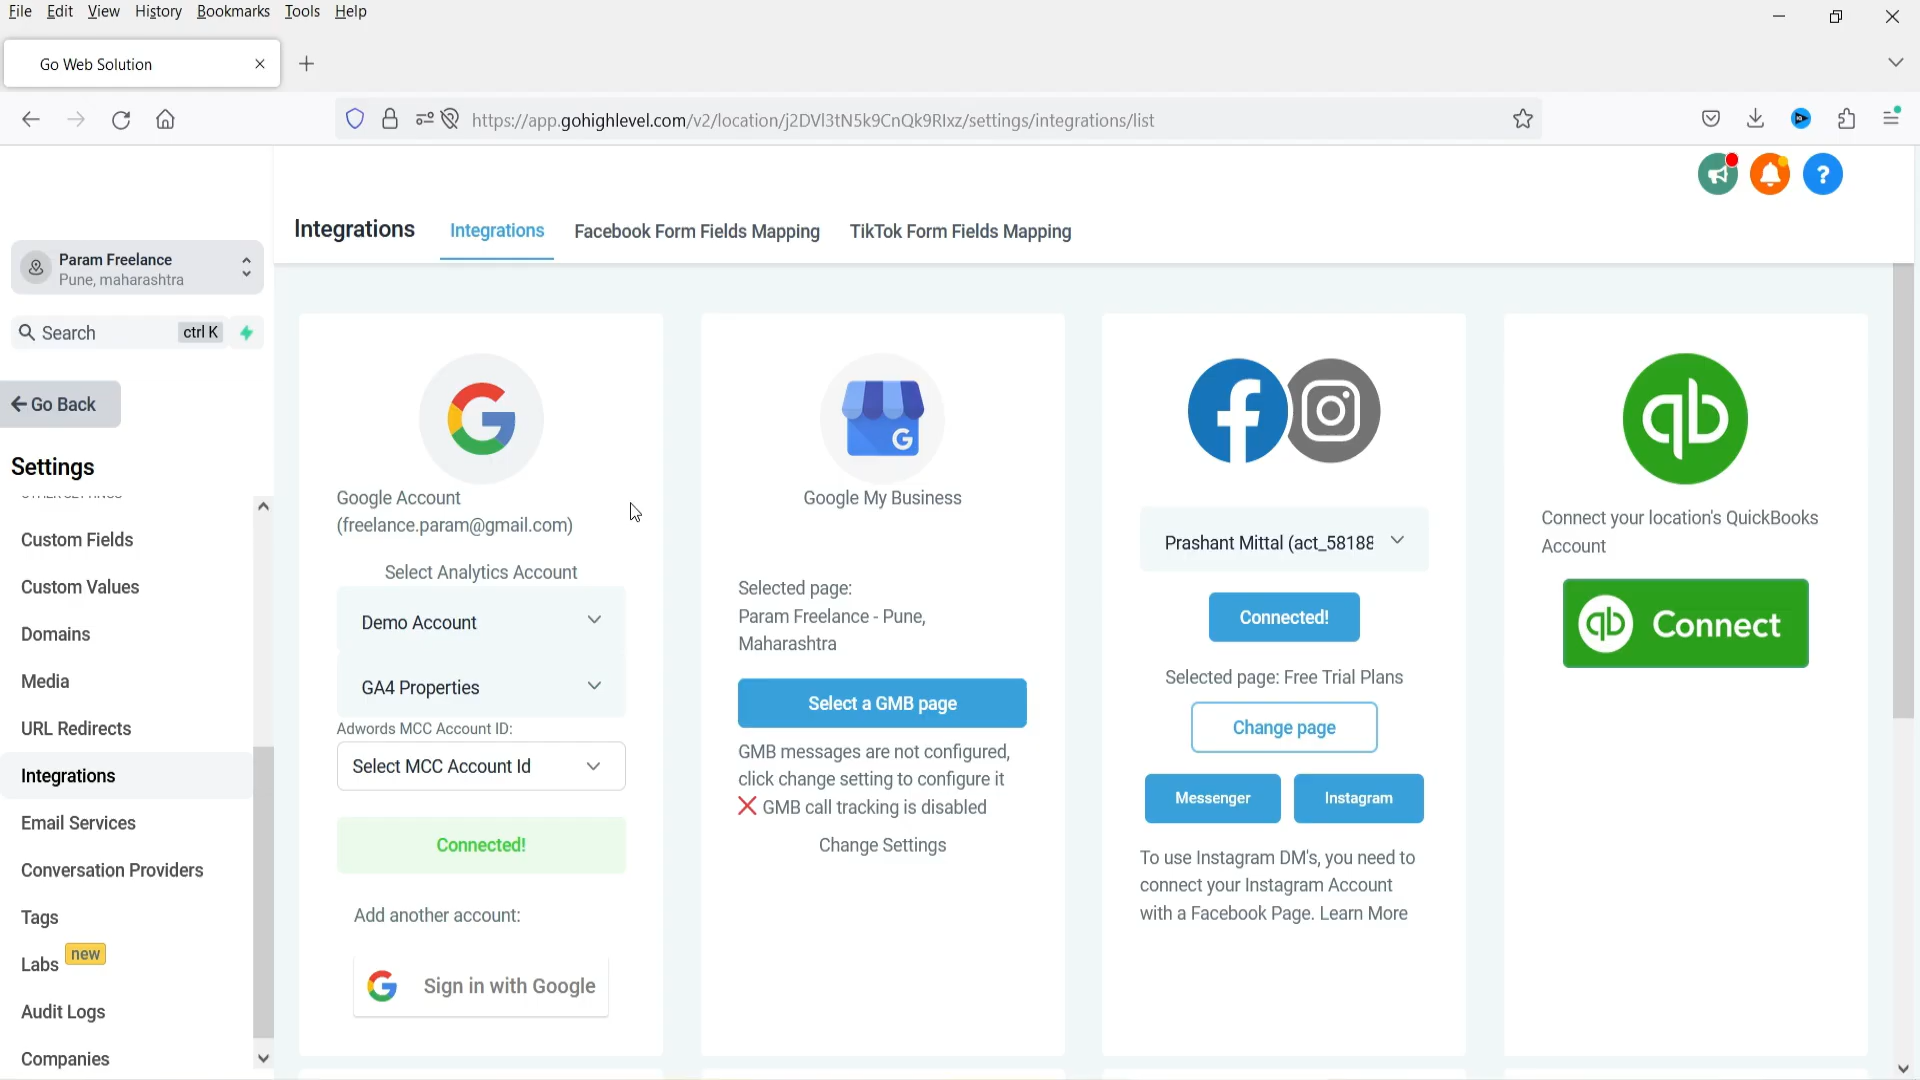 File Edit View History Bookmarks Tools Help
Go Web Solution
https://app.gohighlevel.com/v2/location/j2DVl3tN5k9CnQk9Rlxz/settings/integrations/list
Param Freelance
Pune, maharashtra
Search ctrl K
Go Back
Settings
OTHER SETTINGS
Custom Fields
Custom Values
Domains
Media
URL Redirects
Integrations
Email Services
Conversation Providers
Tags
Labs new
Audit Logs
Companies
Integrations Integrations Facebook Form Fields Mapping TikTok Form Fields Mapping
Google Account
(freelance.param@gmail.com)
Select Analytics Account
Demo Account
GA4 Properties
Adwords MCC Account ID:
Select MCC Account Id
Connected!
Add another account:
Sign in with Google
Google My Business
Selected page:
Param Freelance - Pune,
Maharashtra
Select a GMB page
GMB messages are not configured,
click change setting to configure it
❌ GMB call tracking is disabled
Change Settings
Prashant Mittal (act_58188
Connected!
Selected page: Free Trial Plans
Change page
Messenger Instagram
To use Instagram DM's, you need to
connect your Instagram Account
with a Facebook Page. Learn More
qb
Connect your location's QuickBooks
Account
qb Connect